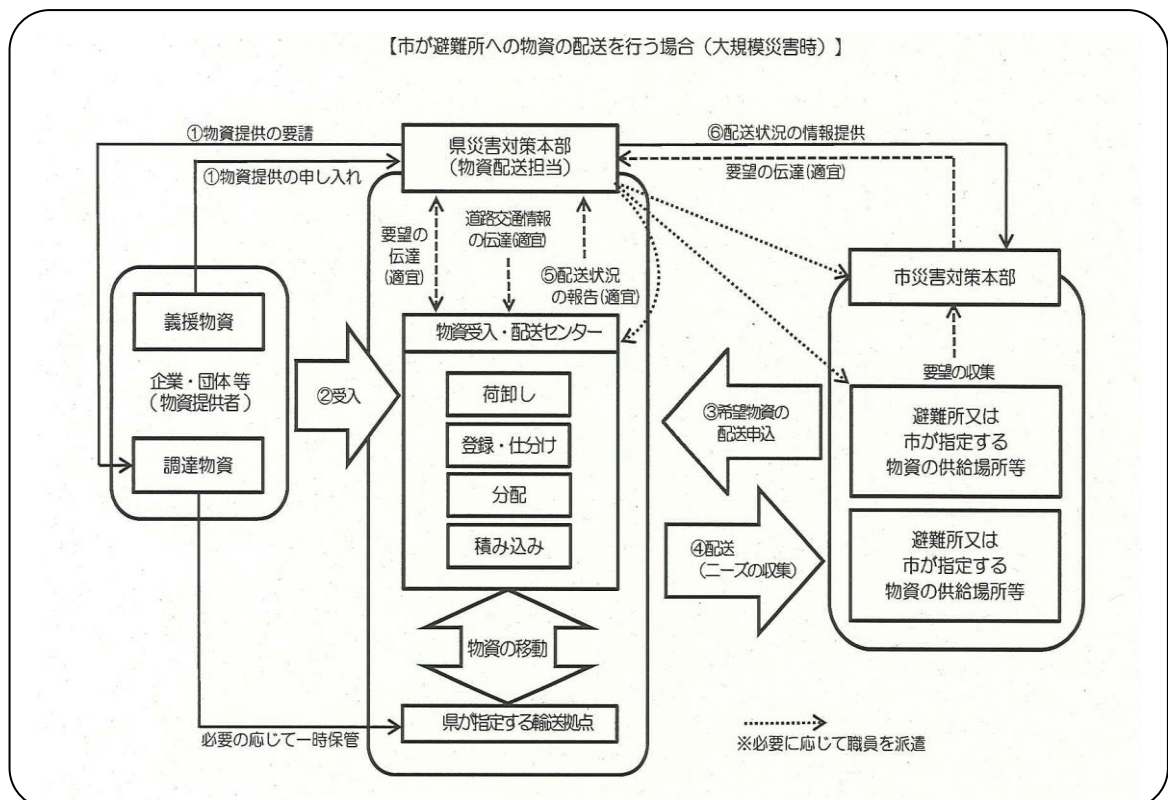 【市が避難所への物資の配送を行う場合（大規模災害時）】
①物資提供の要請
県災害対策本部
（物資配送担当）
⑥配送状況の情報提供
①物資提供の申し入れ
要望の伝達（適宜）
要望の
伝達
（適宜）
道路交通情報
の伝達（適宜）
⑤配送状況
の報告（適宜）
市災害対策本部
義援物資
企業・団体等
（物資提供者）
調達物資
②受入
物資受入・配送センター
荷卸し
登録・仕分け
分配
積み込み
③希望物資の
配送申込
④配送
（ニーズの収集）
要望の収集
避難所又は
市が指定する
物資の供給場所等
避難所又は
市が指定する
物資の供給場所等
物資の移動
県が指定する輸送拠点
必要の応じて一時保管
※必要に応じて職員を派遣